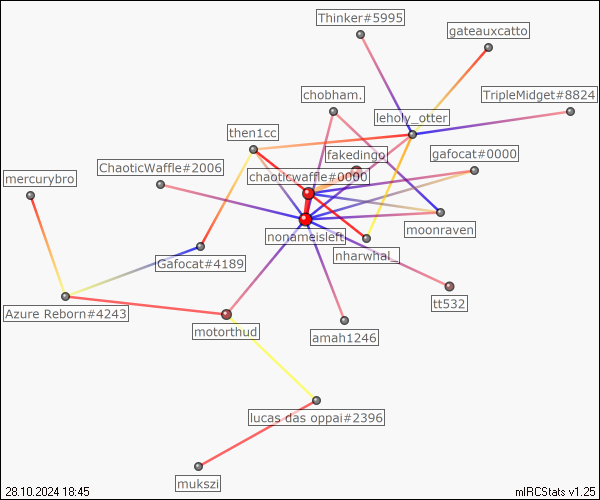 Thinker#5995
gateauxcatto
TripleMidget#8824
chobham.
leholy_otter
then1cc
fakedingo
gafocat#0000
ChaoticWaffle#2006
chaoticwaffle#0000
mercurybro
moonraven
nonameisleft
nharwhal.
Gafocat#4189
tt532
Azure Reborn#4243
motorthud
amah1246
lucas das oppai#2396
mukszi
28.10.2024 18:45
mIRCStats v1.25